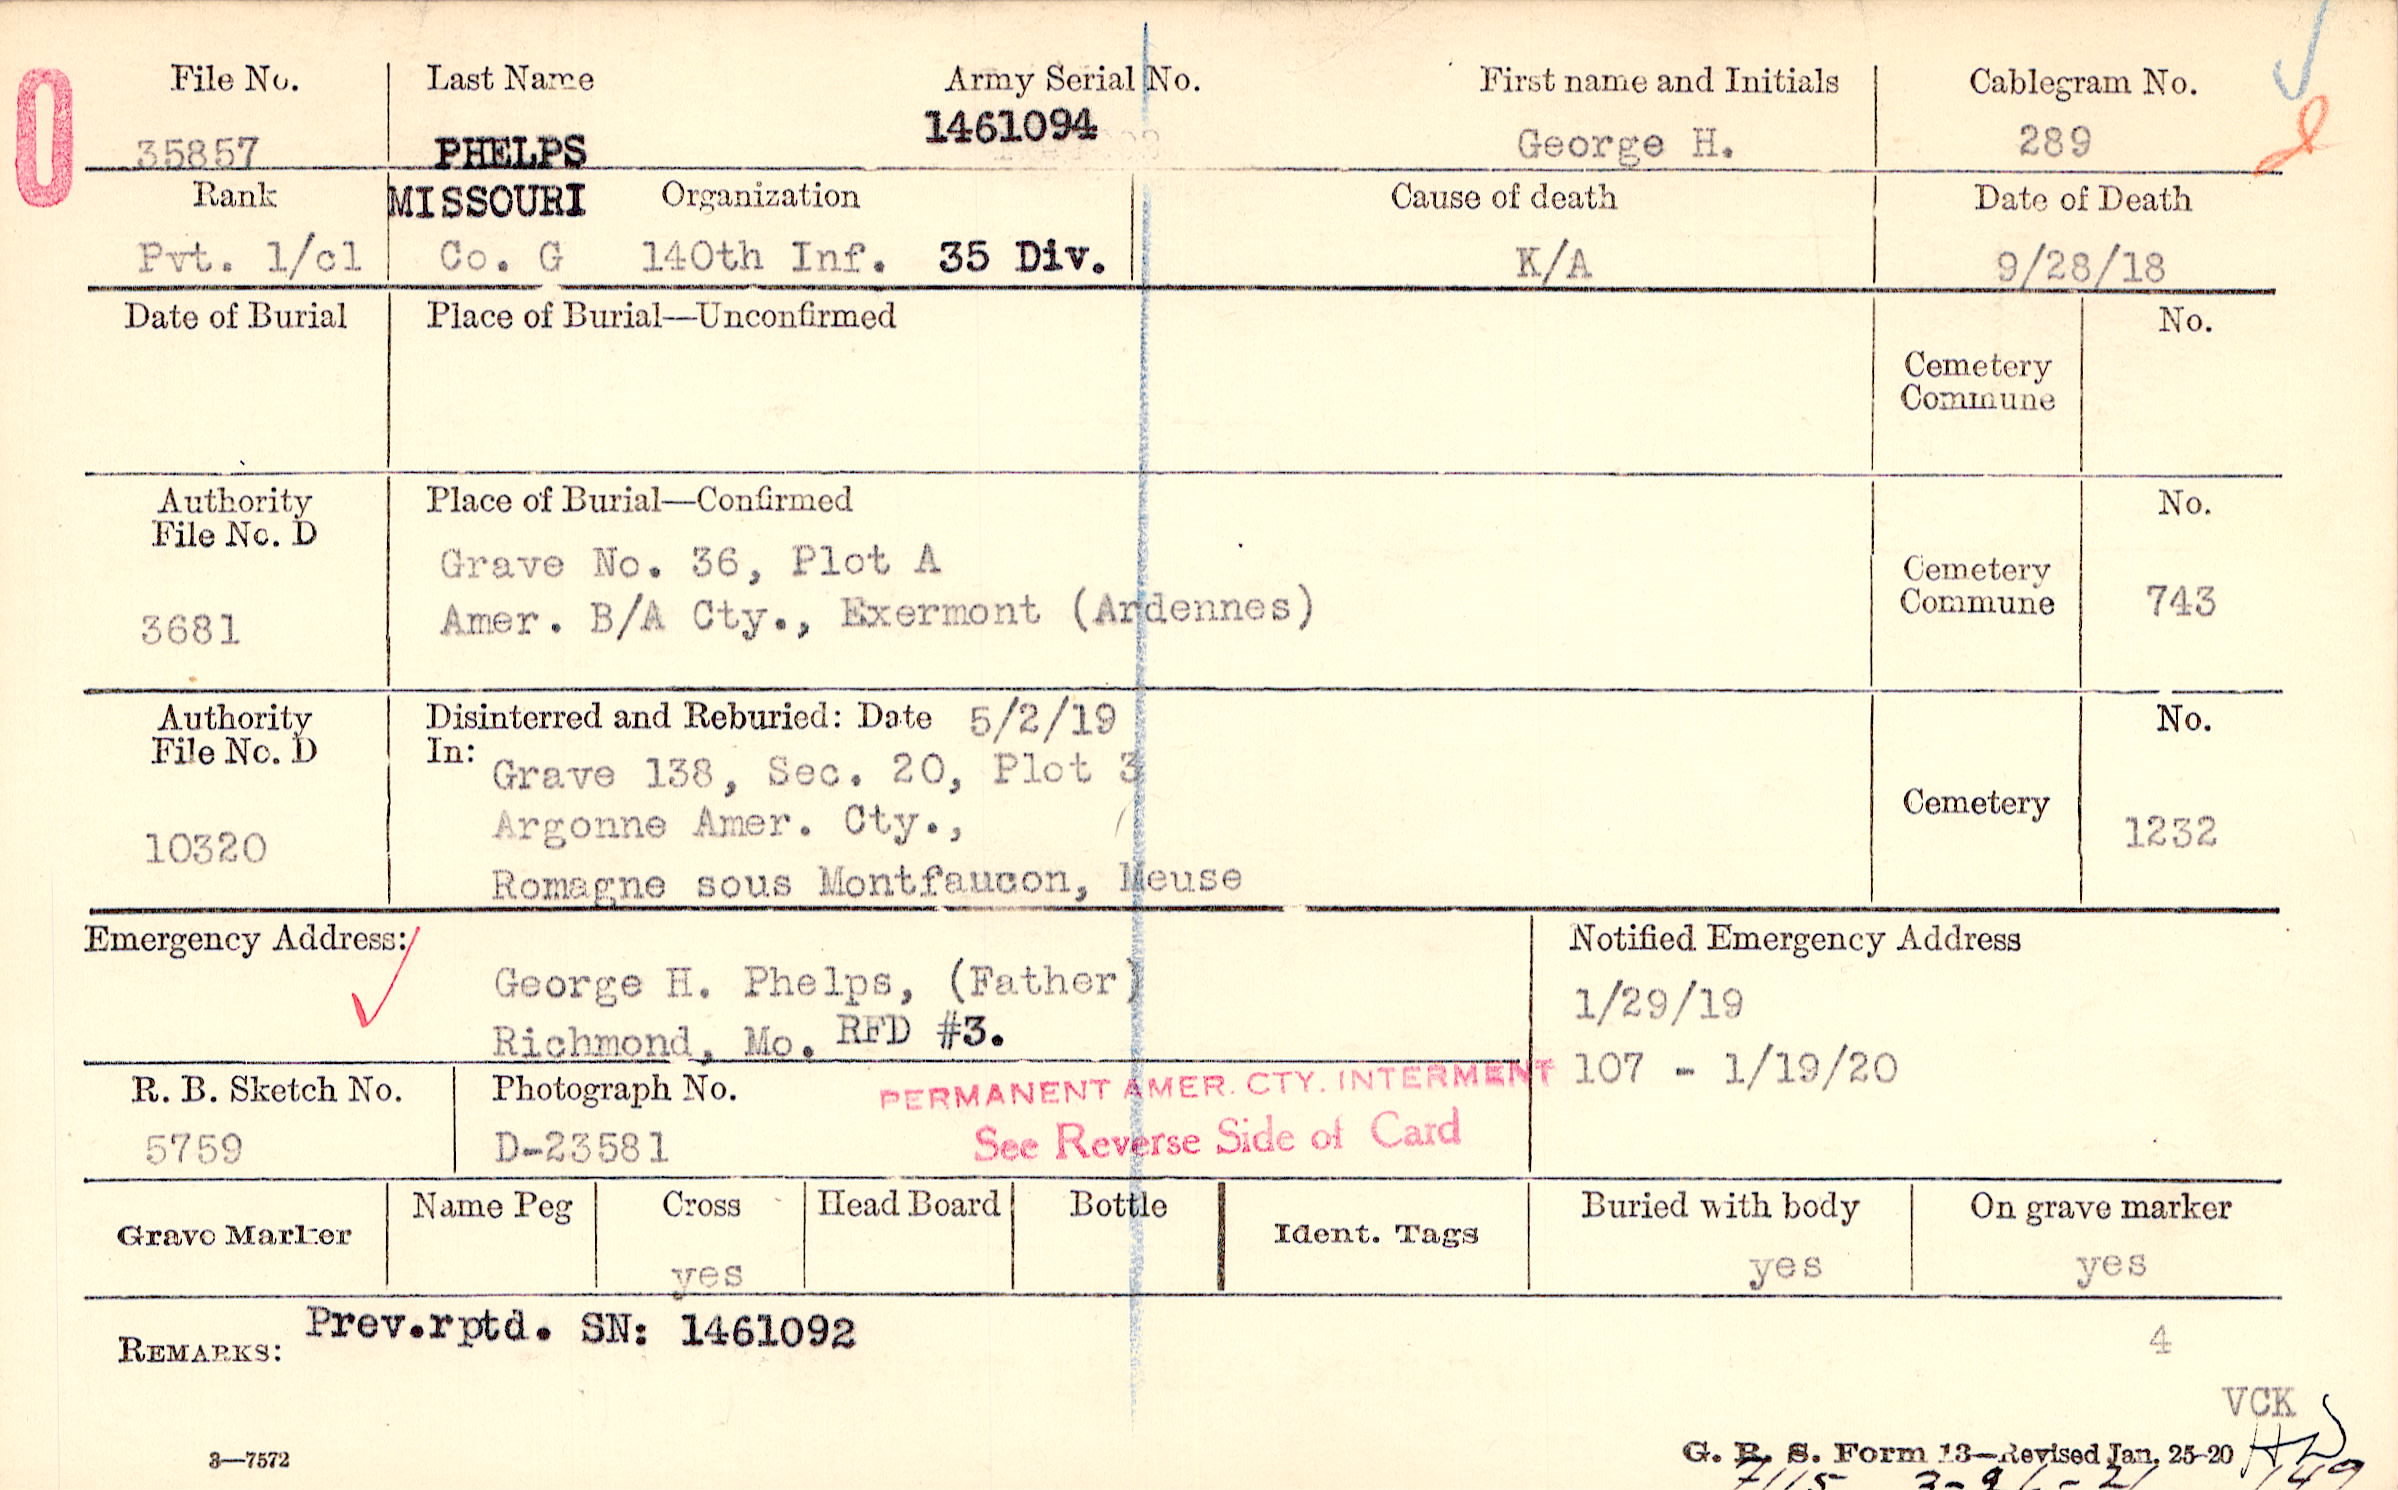 0
File No. Last Name Army Serial No. First name and Initials Cablegram No.
35857 PHELPS 1461094 George H. 289
Rank MISSOURI Organization Cause of death Date of Death
Pvt. 1/cl Co. G 140th Inf. 35 Div. K/A 9/28/18
Date of Burial Place of Burial—Unconfirmed No.
Cemetery
Commune
Authority Place of Burial—Confirmed No.
File No. D
Grave No. 36, Plot A Cemetery
3681 Amer. B/A Cty., Exermont (Ardennes) Commune 743
Authority Disinterred and Reburied: Date 5/2/19 No.
File No. D In:
Grave 138, Sec. 20, Plot 3
Argonne Amer. Cty., Cemetery
10320 Romagne sous Montfaucon, Meuse 1232
Emergency Address: Notified Emergency Address
George H. Phelps, (Father) 1/29/19
Richmond, Mo. RFD #3.
107 - 1/19/20
R. B. Sketch No. Photograph No. PERMANENT AMER. CTY. INTERMENT
5759 D-23581 See Reverse Side of Card
Grave Marker Name Peg Cross Head Board Bottle Ident. Tags Buried with body On grave marker
yes yes yes
REMARKS: Prev.rptd. SN: 1461092 4
VCK
3—7572 G. R. S. Form 13—Revised Jan. 25-20